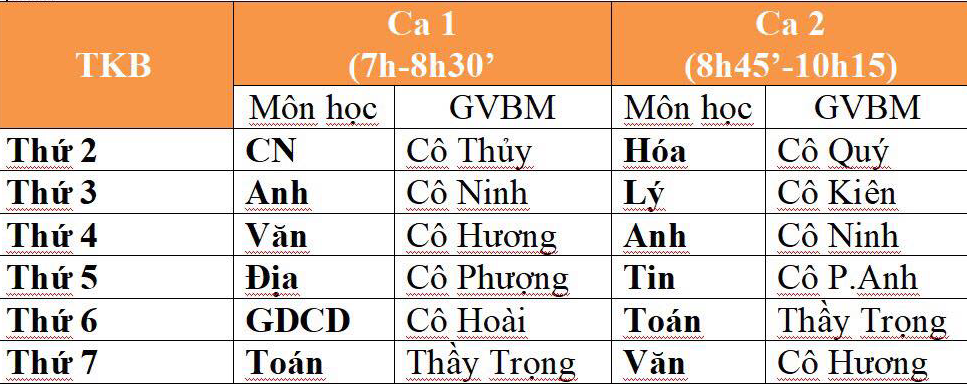 TKB Ca 1 Ca 2
(7h-8h30’ (8h45’-10h15)
Môn học GVBM Môn học GVBM
Thứ 2 CN Cô Thủy Hóa Cô Quý
Thứ 3 Anh Cô Ninh Lý Cô Kiên
Thứ 4 Văn Cô Hương Anh Cô Ninh
Thứ 5 Địa Cô Phượng Tin Cô P.Anh
Thứ 6 GDCD Cô Hoài Toán Thầy Trọng
Thứ 7 Toán Thầy Trọng Văn Cô Hương